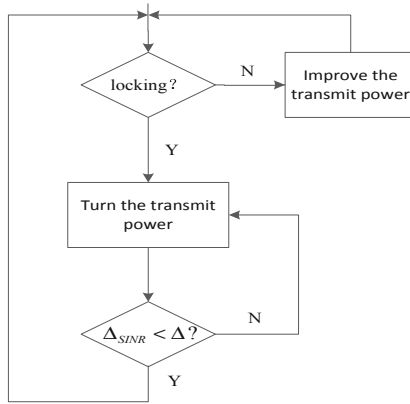 locking?
N
Improve the
transmit power
Y
Turn the transmit
power
Δ_SINR < Δ?
N
Y